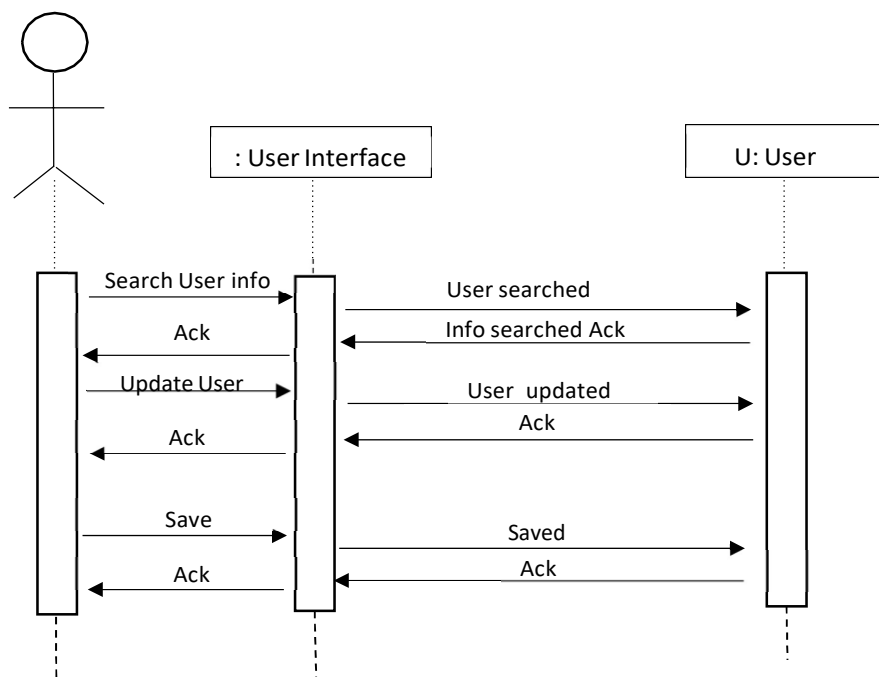 : User Interface
U: User
Search User info
User searched
Info searched Ack
Ack
Update User
User updated
Ack
Ack
Save
Saved
Ack
Ack